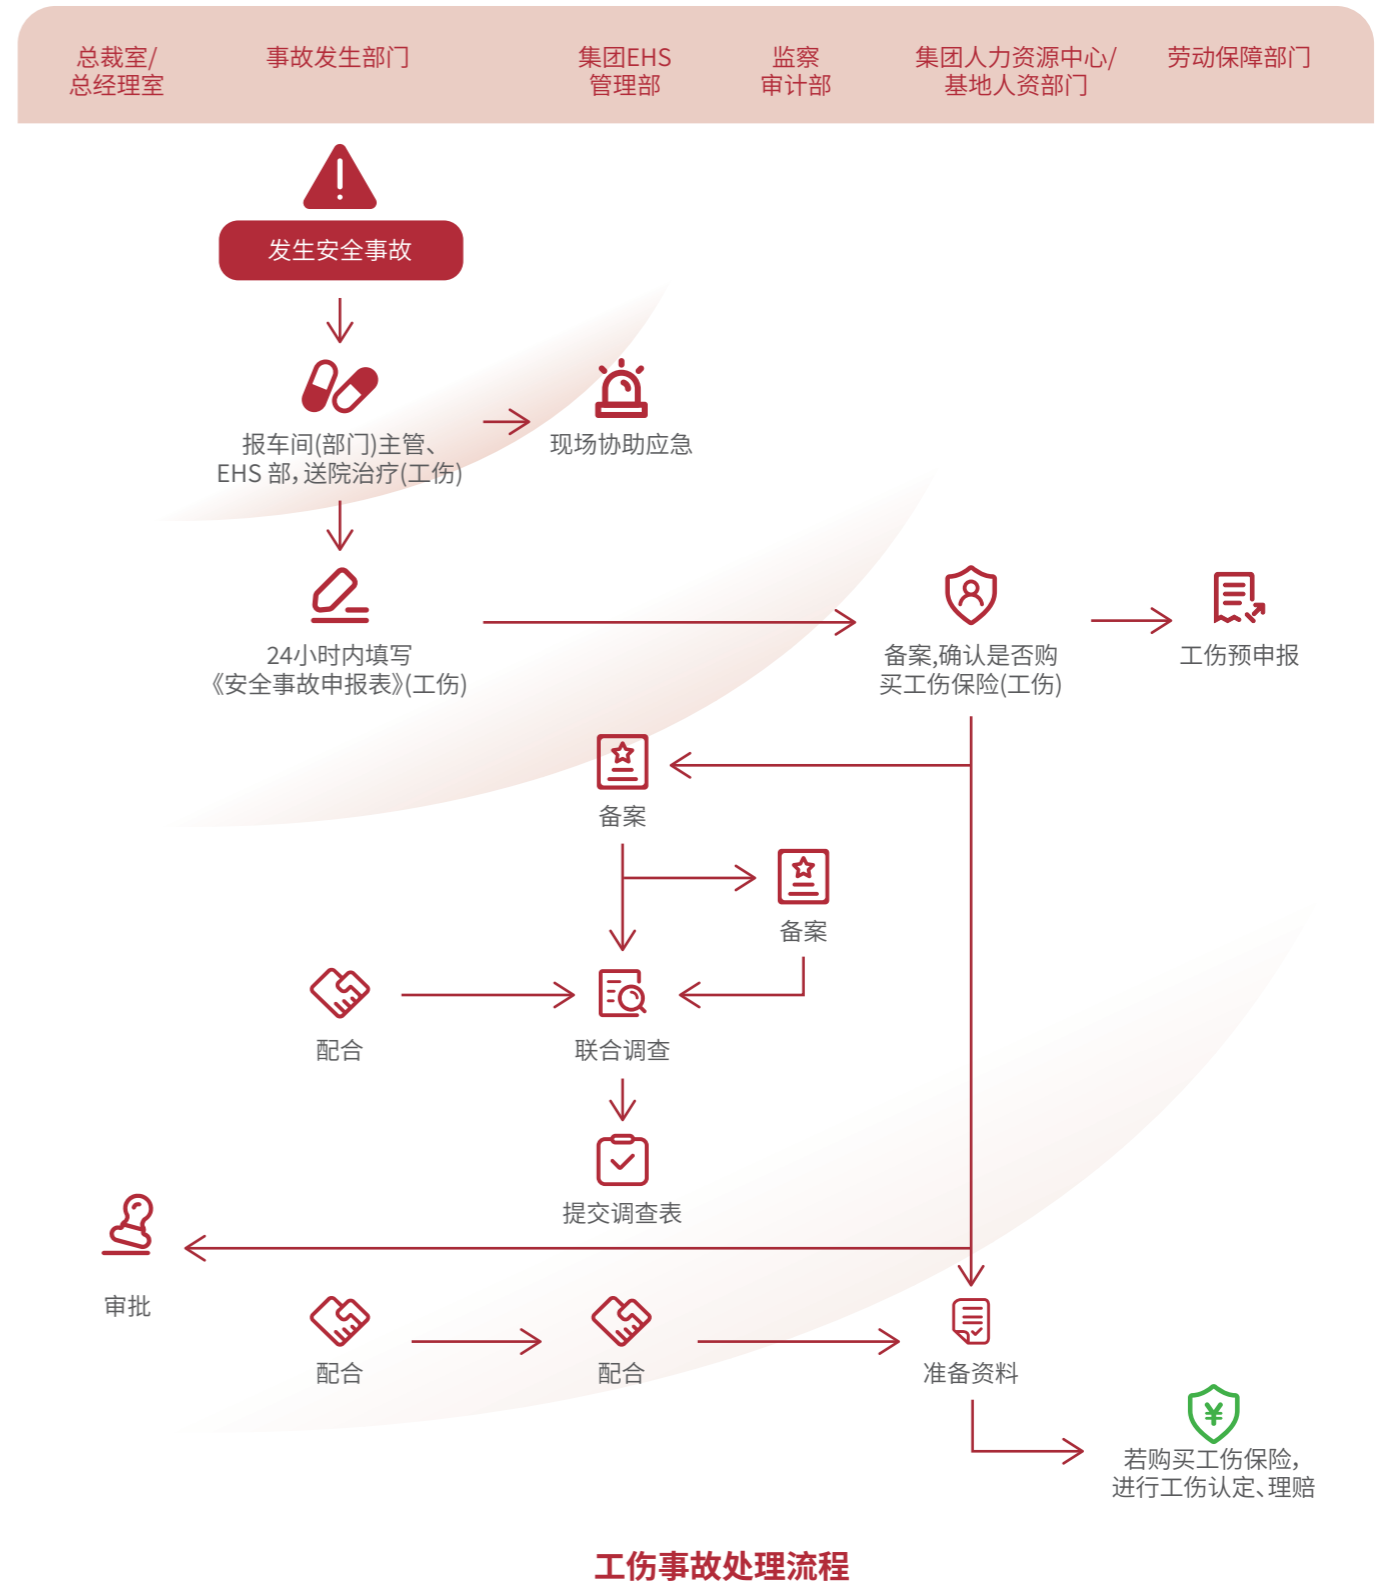 总裁室/
总经理室
事故发生部门
集团EHS
管理部
监察
审计部
集团人力资源中心/
基地人资部门
劳动保障部门
发生安全事故
报车间(部门)主管、
EHS 部，送院治疗(工伤)
现场协助应急
24小时内填写
《安全事故申报表》(工伤)
备案,确认是否购
买工伤保险(工伤)
工伤预申报
备案
备案
配合
联合调查
提交调查表
审批
配合
配合
准备资料
若购买工伤保险，
进行工伤认定、理赔
¥
工伤事故处理流程